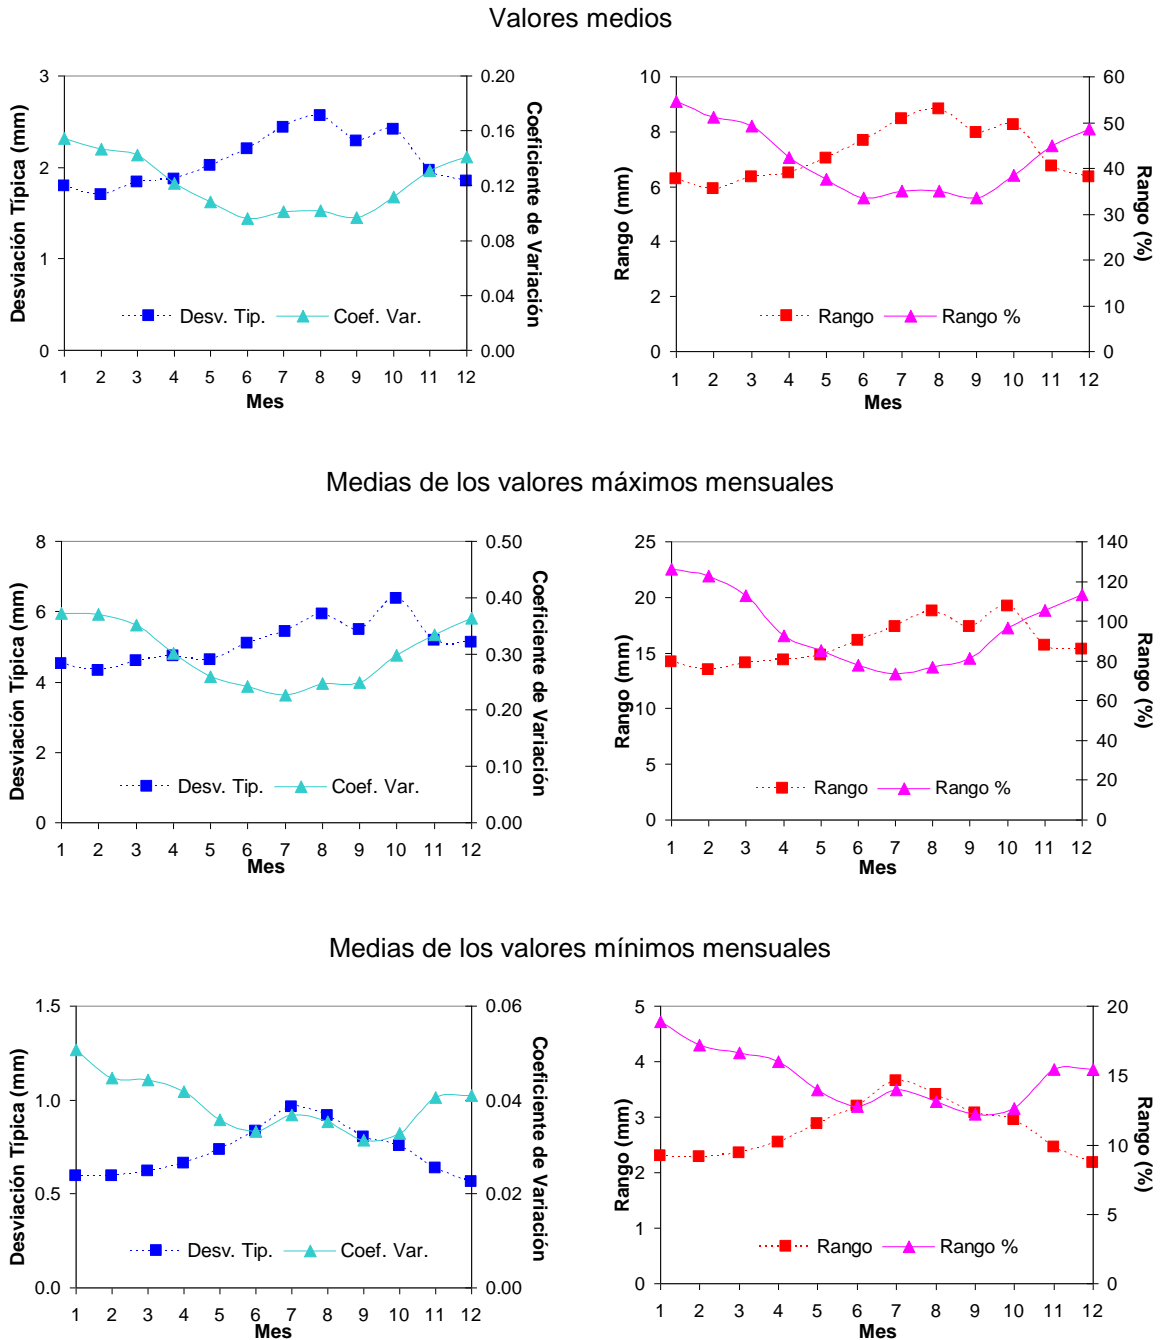 Valores medios
Desviación Típica (mm)
3
2
1
0
0.20
0.16
0.12
0.08
0.04
0.00
Coeficiente de Variación
Desv. Tip. Coef. Var.
1 2 3 4 5 6 7 8 9 10 11 12
Mes
Rango (mm)
10
8
6
4
2
0
60
50
40
30
20
10
0
Rango (%)
Rango Rango %
1 2 3 4 5 6 7 8 9 10 11 12
Mes
Medias de los valores máximos mensuales
Desviación Típica (mm)
8
6
4
2
0
0.50
0.40
0.30
0.20
0.10
0.00
Coeficiente de Variación
Desv. Tip. Coef. Var.
1 2 3 4 5 6 7 8 9 10 11 12
Mes
Rango (mm)
25
20
15
10
5
0
140
120
100
80
60
40
20
0
Rango (%)
Rango Rango %
1 2 3 4 5 6 7 8 9 10 11 12
Mes
Medias de los valores mínimos mensuales
Desviación Típica (mm)
1.5
1.0
0.5
0.0
0.06
0.04
0.02
0.00
Coeficiente de Variación
Desv. Tip. Coef. Var.
1 2 3 4 5 6 7 8 9 10 11 12
Mes
Rango (mm)
5
4
3
2
1
0
20
15
10
5
0
Rango (%)
Rango Rango %
1 2 3 4 5 6 7 8 9 10 11 12
Mes